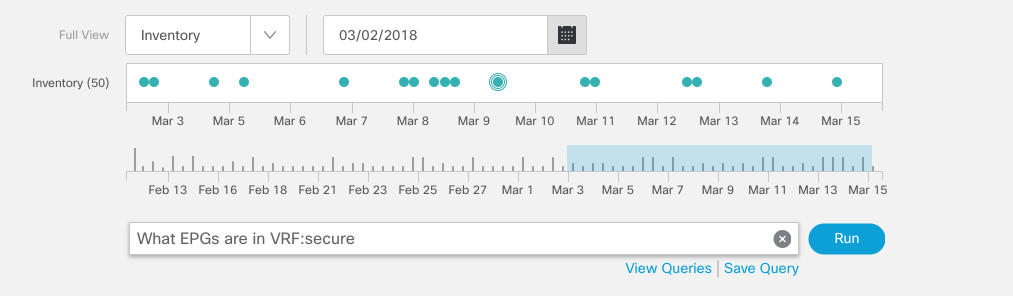 Full View Inventory 03/02/2018
Inventory (50)
Mar 3 Mar 5 Mar 6 Mar 7 Mar 8 Mar 9 Mar 10 Mar 11 Mar 12 Mar 13 Mar 14 Mar 15
Feb 13 Feb 16 Feb 18 Feb 21 Feb 23 Feb 25 Feb 27 Mar 1 Mar 3 Mar 5 Mar 7 Mar 9 Mar 11 Mar 13 Mar 15
What EPGs are in VRF:secure Run
View Queries Save Query